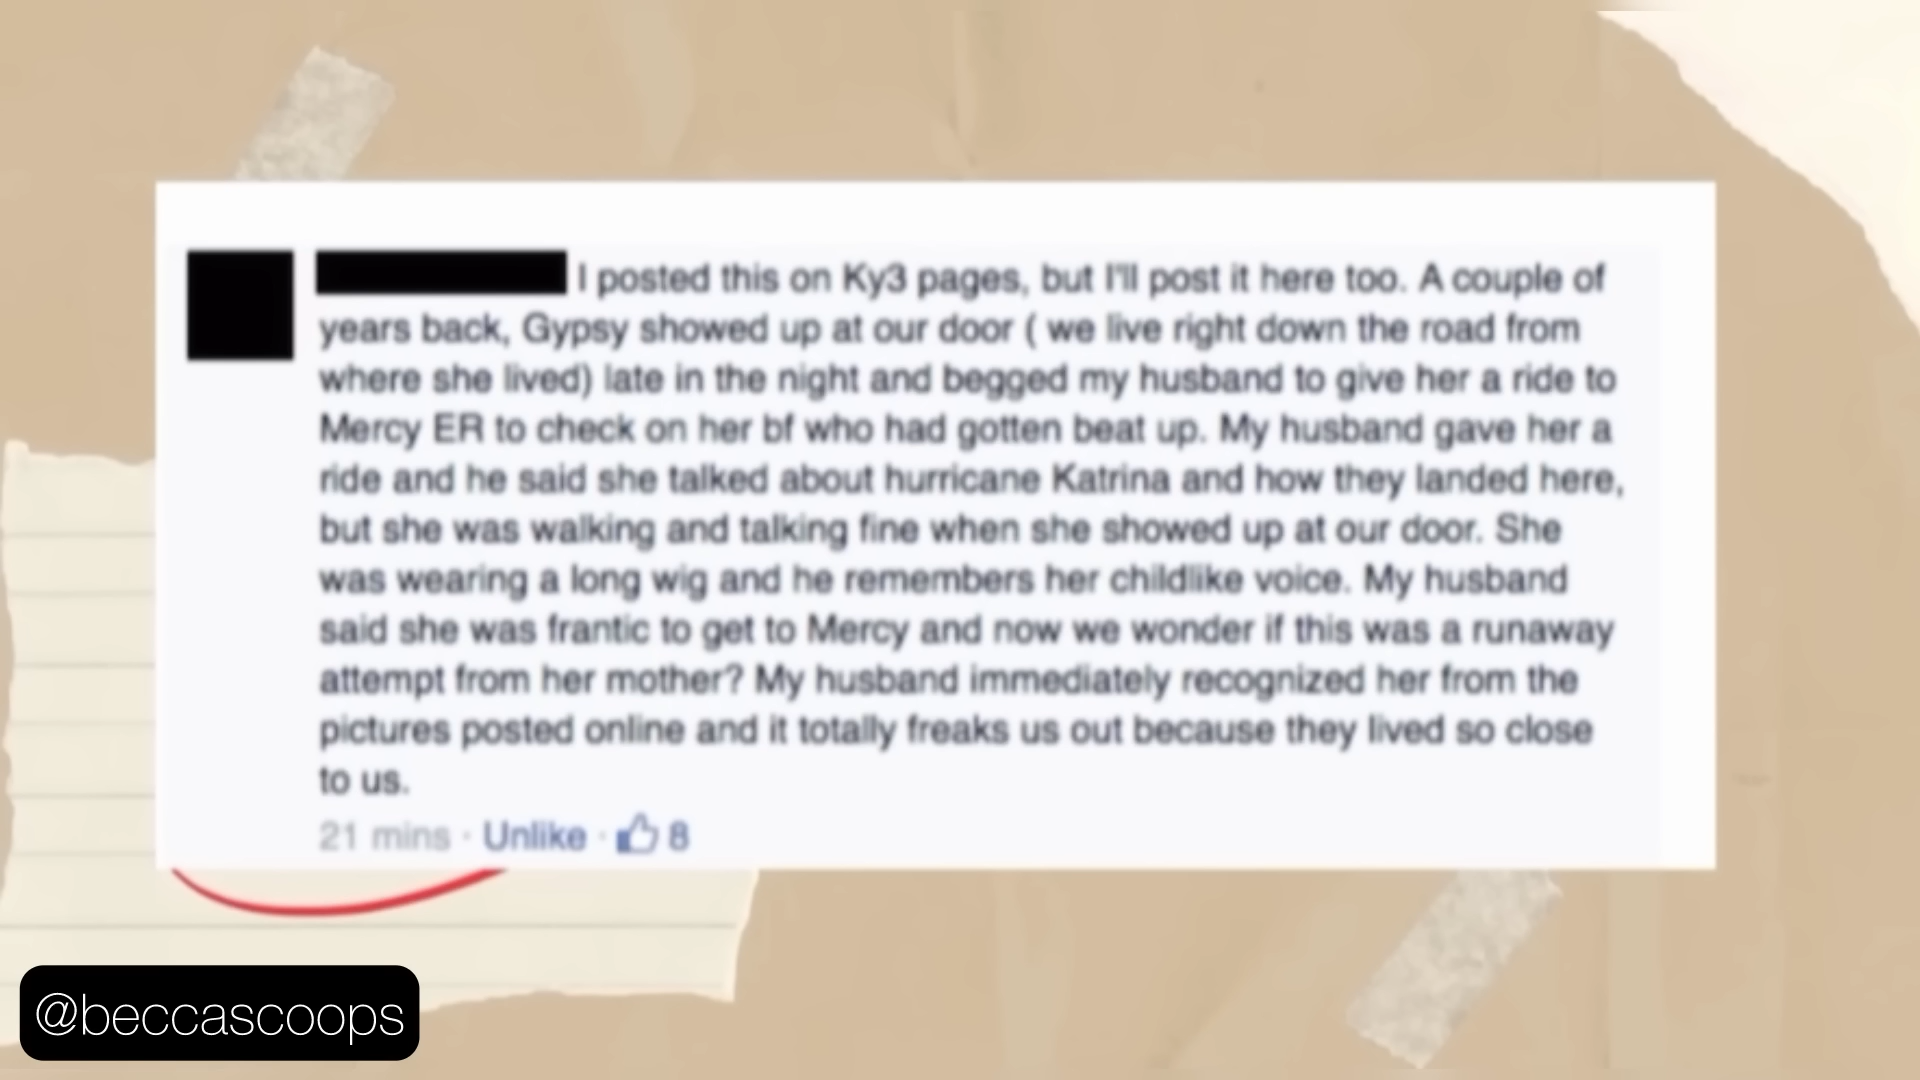 I posted this on Ky3 pages, but I'll post it here too. A couple of
years back, Gypsy showed up at our door ( we live right down the road from
where she lived) late in the night and begged my husband to give her a ride to
Mercy ER to check on her bf who had gotten beat up. My husband gave her a
ride and he said she talked about hurricane Katrina and how they landed here,
but she was walking and talking fine when she showed up at our door. She
was wearing a long wig and he remembers her childlike voice. My husband
said she was frantic to get to Mercy and now we wonder if this was a runaway
attempt from her mother? My husband immediately recognized her from the
pictures posted online and it totally freaks us out because they lived so close
to us.
21 mins · Unlike · 8
@beccascoops